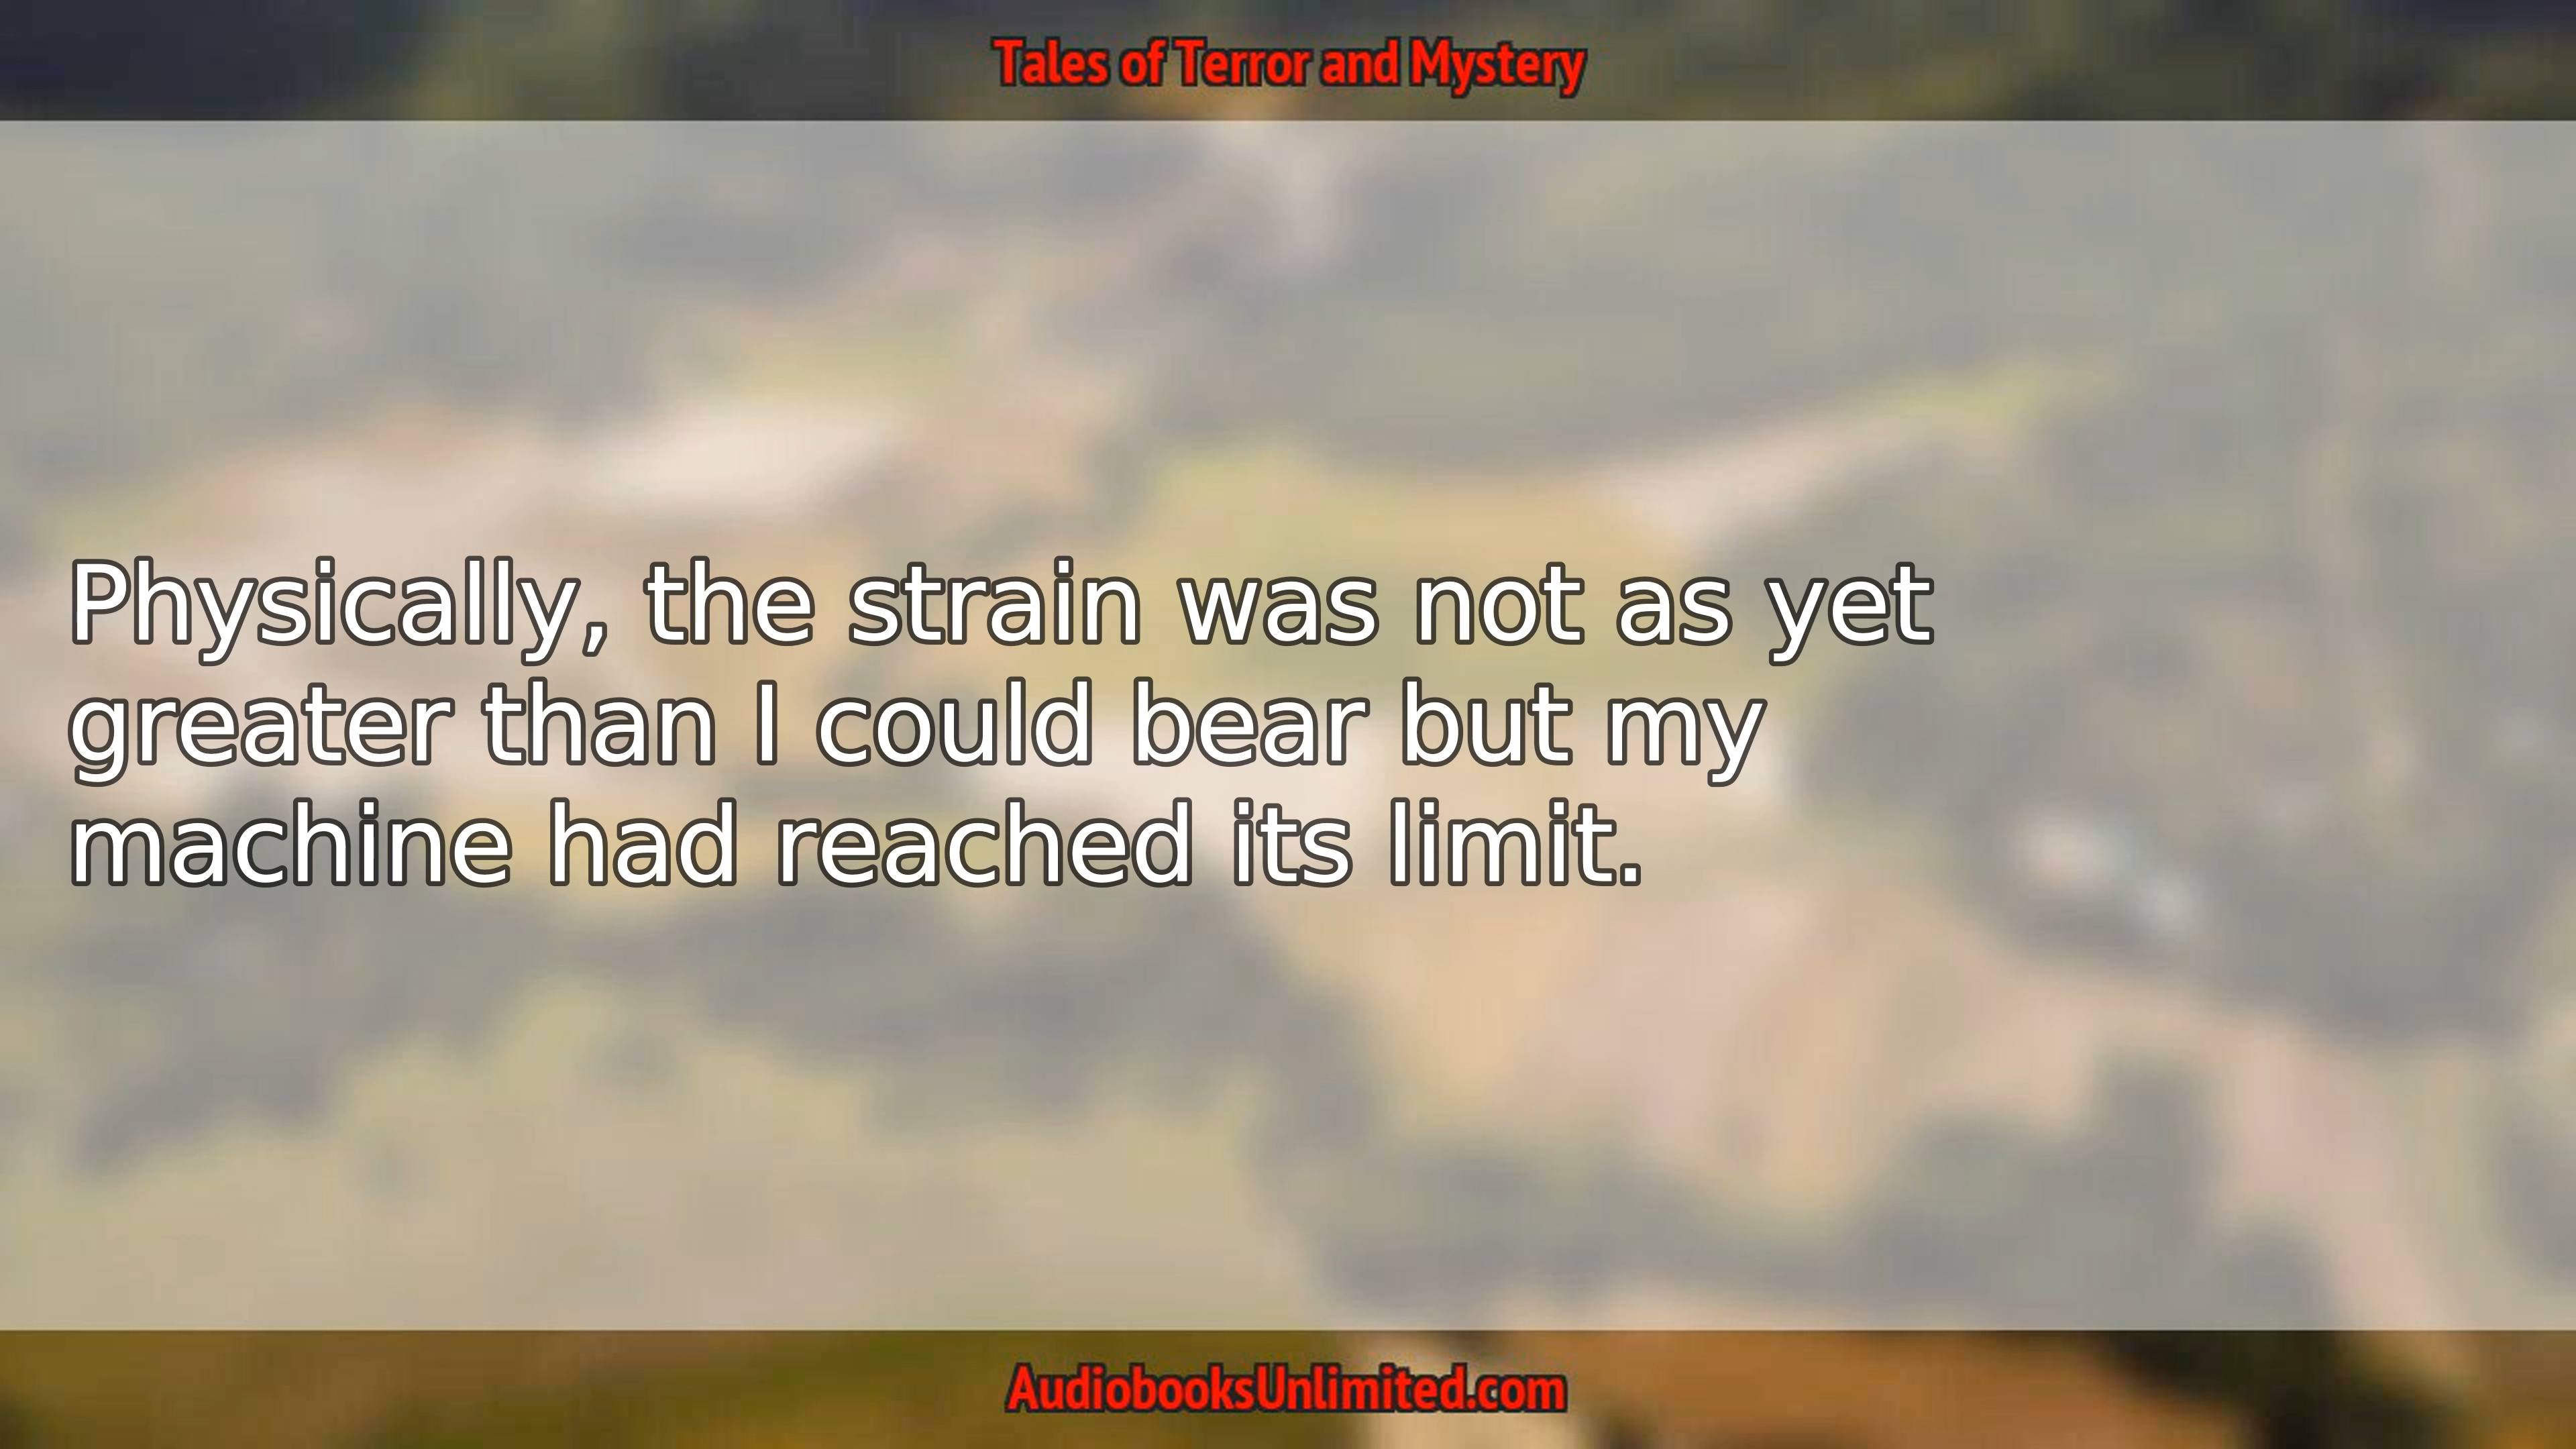 Tales of Terror and Mystery
Physically, the strain was not as yet
greater than I could bear but my
machine had reached its limit.
AudiobooksUnlimited.com